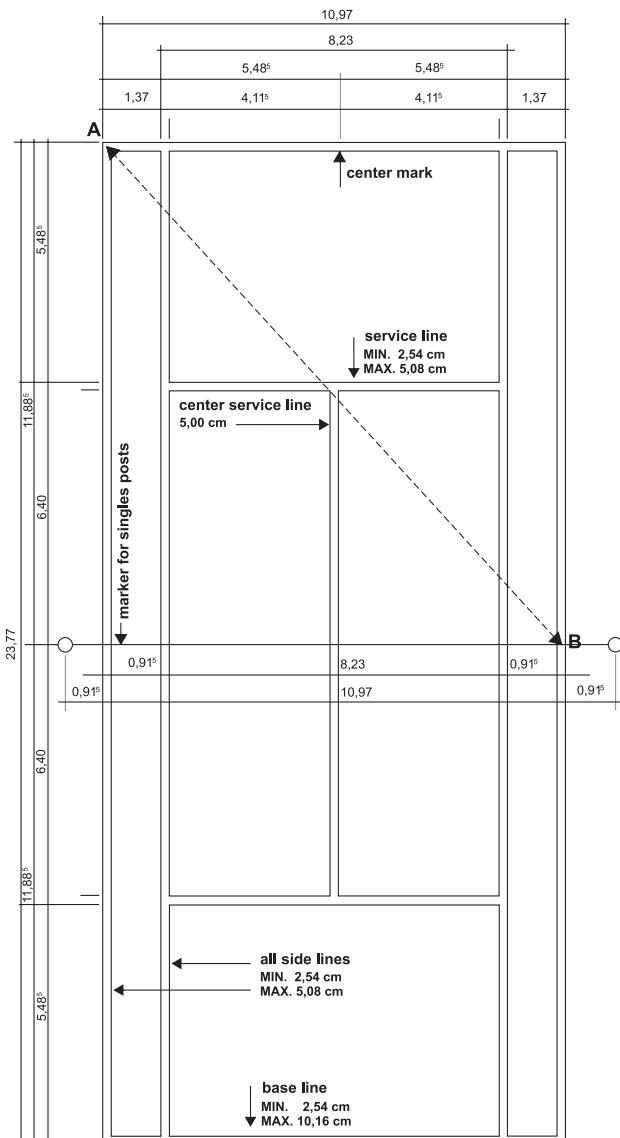 10,97
8,23
5,48⁵ 5,48⁵
1,37 4,11⁵ 4,11⁵ 1,37
A
center mark
5,48⁵
service line
MIN. 2,54 cm
MAX. 5,08 cm
11,88⁵
center service line
5,00 cm
6,40
marker for singles posts
23,77
B
0,91⁵ 8,23 0,91⁵
0,91⁵ 10,97 0,91⁵
6,40
11,88⁵
all side lines
MIN. 2,54 cm
MAX. 5,08 cm
5,48⁵
base line
MIN. 2,54 cm
MAX. 10,16 cm